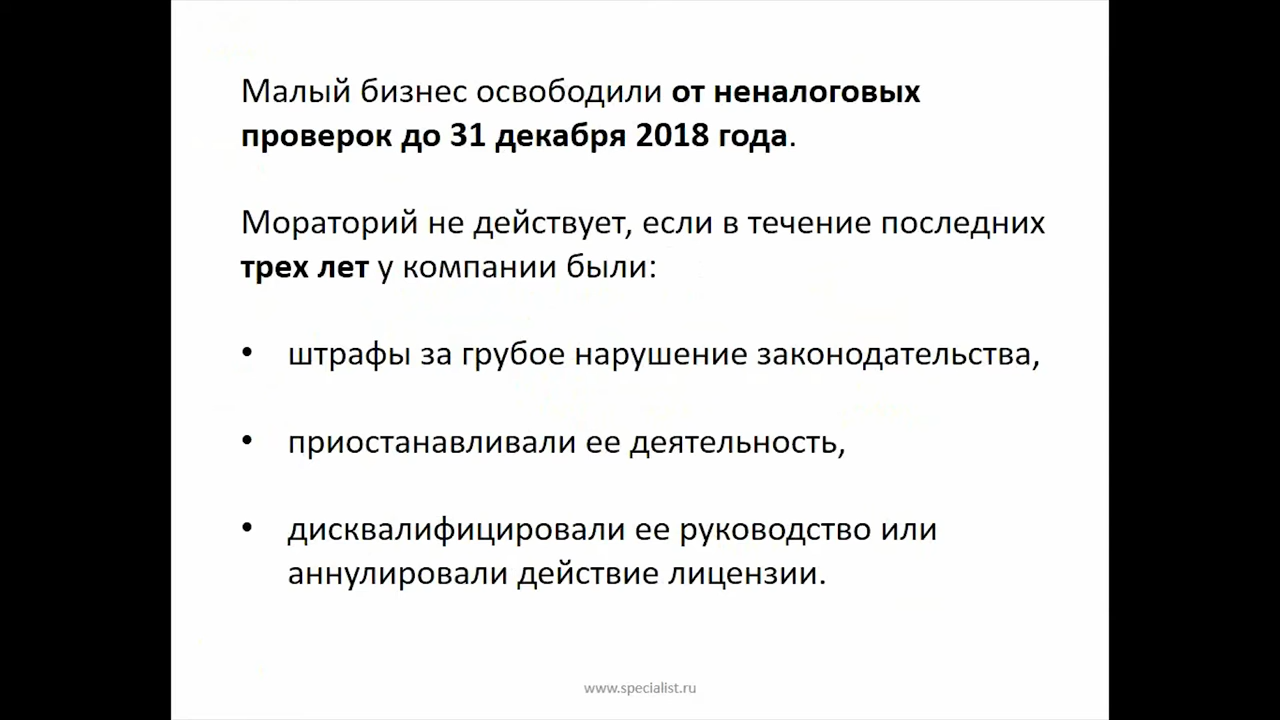 Малый бизнес освободили от неналоговых
проверок до 31 декабря 2018 года.
Мораторий не действует, если в течение последних
трех лет у компании были:
• штрафы за грубое нарушение законодательства,
• приостанавливали ее деятельность,
• дисквалифицировали ее руководство или
аннулировали действие лицензии.
www.specialist.ru